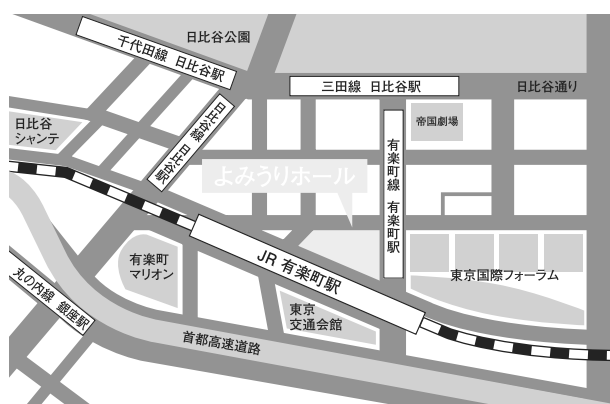 日比谷公園
千代田線 日比谷駅
三田線 日比谷駅
日比谷通り
日比谷
シャンテ
日比谷線 日比谷駅
帝国劇場
有楽町線 有楽町駅
よみうりホール
有楽町
マリオン
JR 有楽町駅
東京国際フォーラム
丸の内線 銀座駅
東京
交通会館
首都高速道路